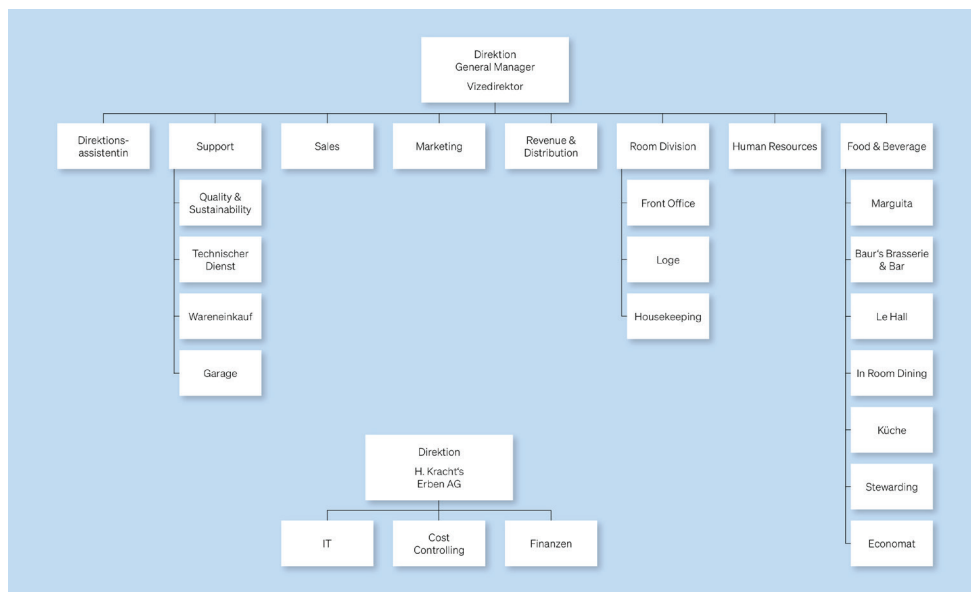 Direktion
General Manager
Vizedirektor
Direktions-
assistentin
Support
Sales
Marketing
Revenue &
Distribution
Room Division
Human Resources
Food & Beverage
Quality &
Sustainability
Technischer
Dienst
Wareneinkauf
Garage
Front Office
Loge
Housekeeping
Marguita
Baur's Brasserie
& Bar
Le Hall
In Room Dining
Küche
Stewarding
Economat
Direktion
H. Kracht's
Erben AG
IT
Cost
Controlling
Finanzen